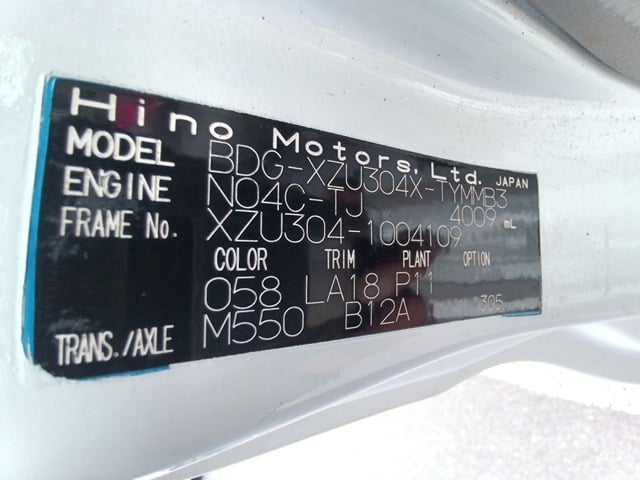 Hino Motors, Ltd. JAPAN
MODEL BDG-XZU304X-TYMMB3
ENGINE N04C-TJ 4009 mL
FRAME No. XZU304-1004109
COLOR TRIM PLANT OPTION
058 LA18 P11
TRANS./AXLE M550 B12A 305